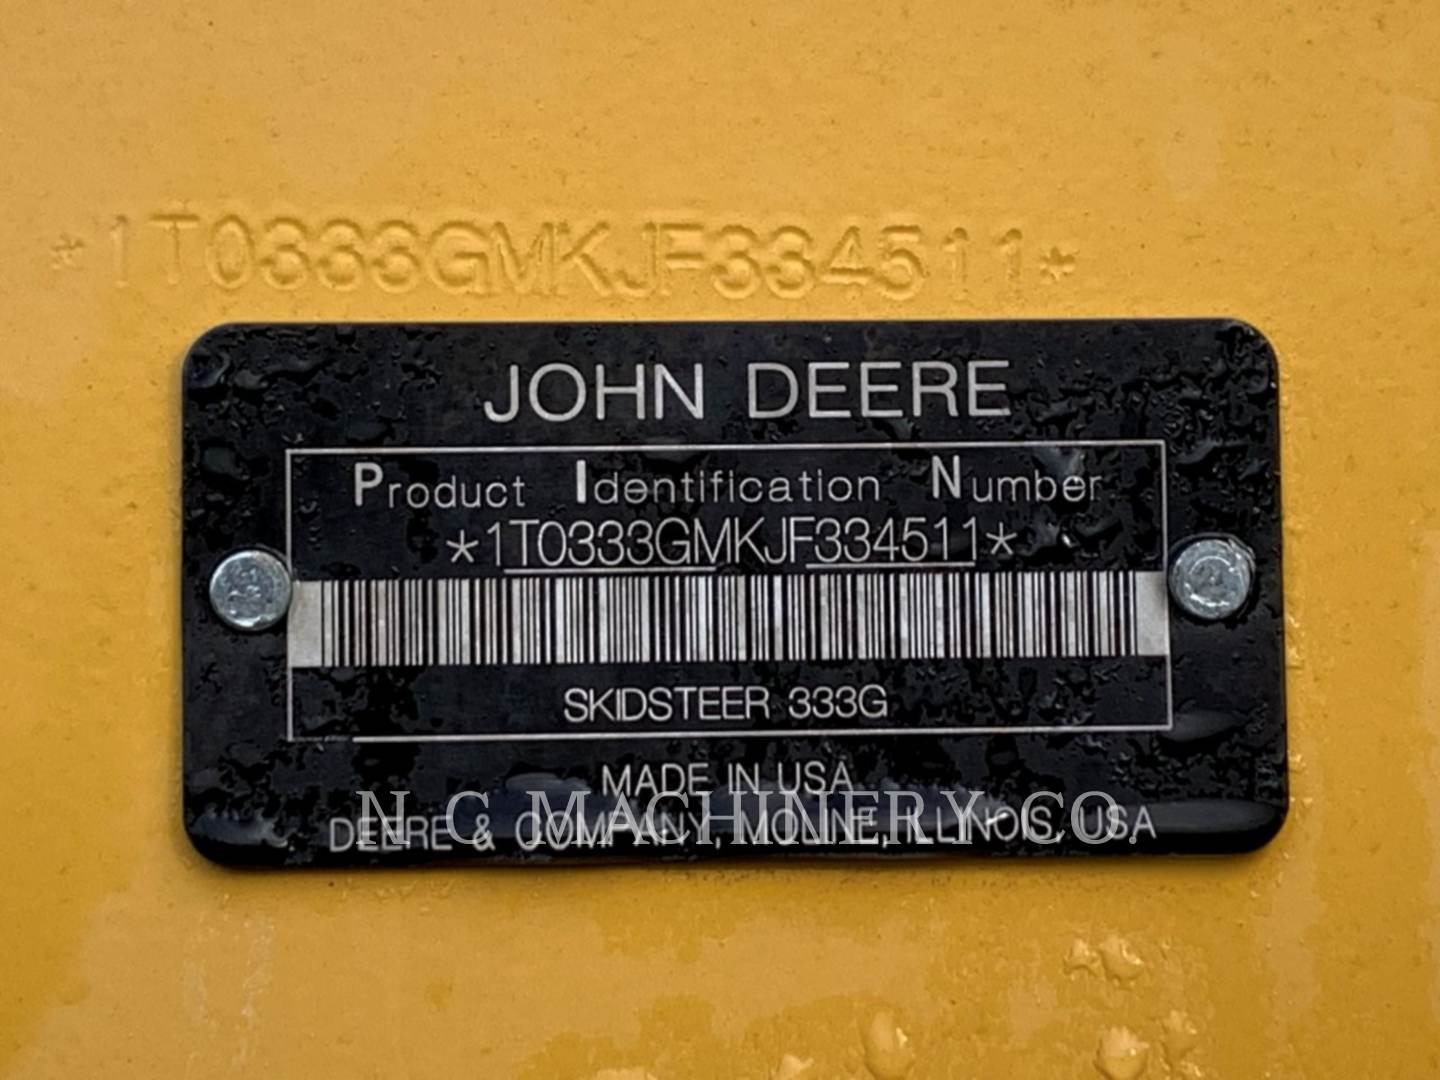 *1T0333GMKJF334511*
JOHN DEERE
Product Identification Number
*1T0333GMKJF334511*
SKIDSTEER 333G
MADE IN USA
N C MACHINERY CO.
DEERE & COMPANY, MOLINE, ILLINOIS, USA